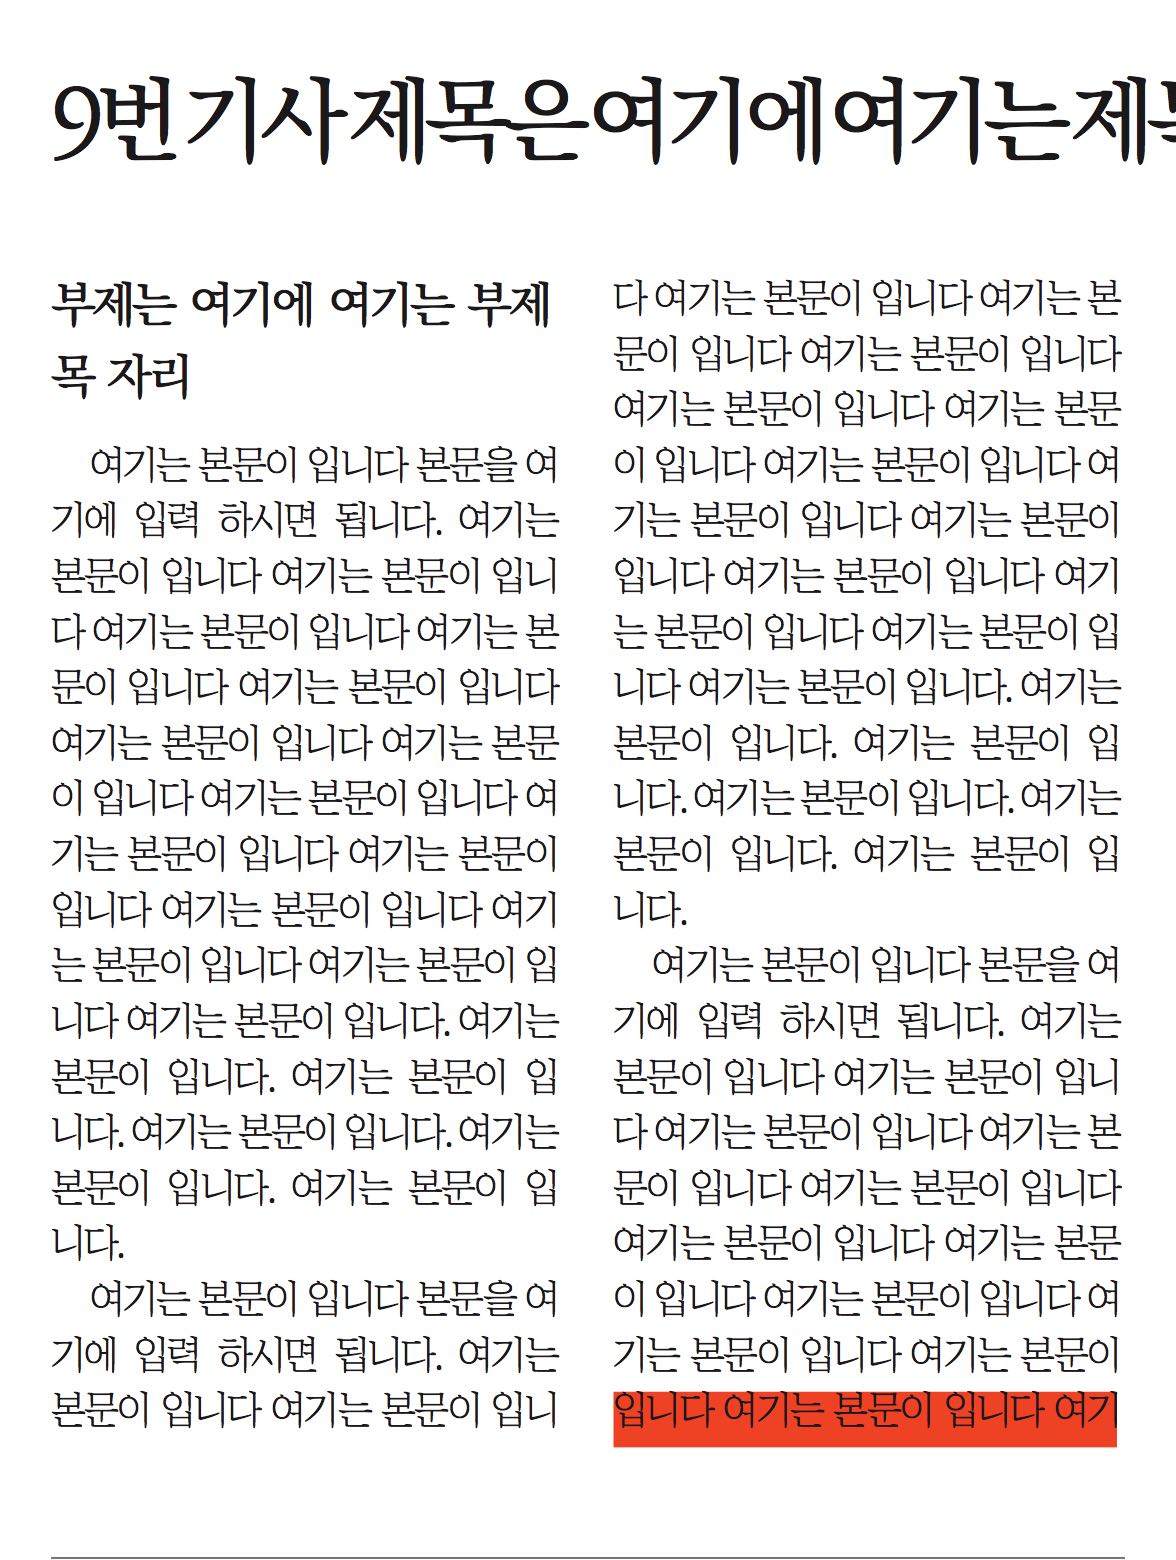 9번 기사 제목은 여기에 여기는 제
부제는 여기에 여기는 부제
목 자리
여기는 본문이 입니다 본문을 여
기에 입력 하시면 됩니다. 여기는
본문이 입니다 여기는 본문이 입니
다 여기는 본문이 입니다 여기는 본
문이 입니다 여기는 본문이 입니다
여기는 본문이 입니다 여기는 본문
이 입니다 여기는 본문이 입니다 여
기는 본문이 입니다 여기는 본문이
입니다 여기는 본문이 입니다 여기
는 본문이 입니다 여기는 본문이 입
니다 여기는 본문이 입니다. 여기는
본문이 입니다. 여기는 본문이 입
니다. 여기는 본문이 입니다. 여기는
본문이 입니다. 여기는 본문이 입
니다.
여기는 본문이 입니다 본문을 여
기에 입력 하시면 됩니다. 여기는
본문이 입니다 여기는 본문이 입니
다 여기는 본문이 입니다 여기는 본
문이 입니다 여기는 본문이 입니다
여기는 본문이 입니다 여기는 본문
이 입니다 여기는 본문이 입니다 여
기는 본문이 입니다 여기는 본문이
입니다 여기는 본문이 입니다 여기
는 본문이 입니다 여기는 본문이 입
니다 여기는 본문이 입니다. 여기는
본문이 입니다. 여기는 본문이 입
니다. 여기는 본문이 입니다. 여기는
본문이 입니다. 여기는 본문이 입
니다.
여기는 본문이 입니다 본문을 여
기에 입력 하시면 됩니다. 여기는
본문이 입니다 여기는 본문이 입니
다 여기는 본문이 입니다 여기는 본
문이 입니다 여기는 본문이 입니다
여기는 본문이 입니다 여기는 본문
이 입니다 여기는 본문이 입니다 여
기는 본문이 입니다 여기는 본문이
입니다 여기는 본문이 입니다 여기